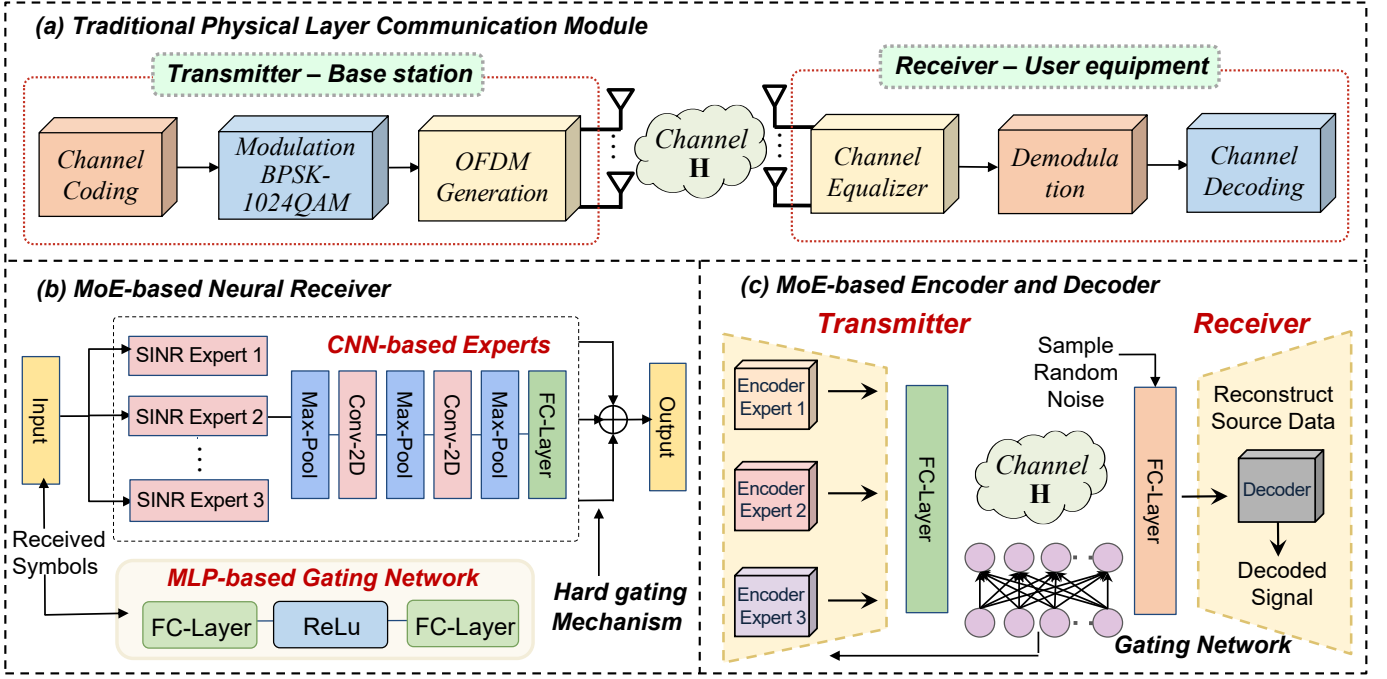 (a) Traditional Physical Layer Communication Module
Transmitter – Base station
Receiver – User equipment
Channel
Coding
Modulation
BPSK-
1024QAM
OFDM
Generation
Channel
H
Channel
Equalizer
Demodula
tion
Channel
Decoding
(b) MoE-based Neural Receiver
Input
SINR Expert 1
SINR Expert 2
SINR Expert 3
CNN-based Experts
Max-Pool
Conv-2D
Max-Pool
Conv-2D
Max-Pool
FC-Layer
Output
Received
Symbols
MLP-based Gating Network
FC-Layer
ReLu
FC-Layer
Hard gating
Mechanism
(c) MoE-based Encoder and Decoder
Transmitter
Receiver
Encoder
Expert 1
Encoder
Expert 2
Encoder
Expert 3
FC-Layer
Sample
Random
Noise
Channel
H
FC-Layer
Reconstruct
Source Data
Decoder
Decoded
Signal
Gating Network